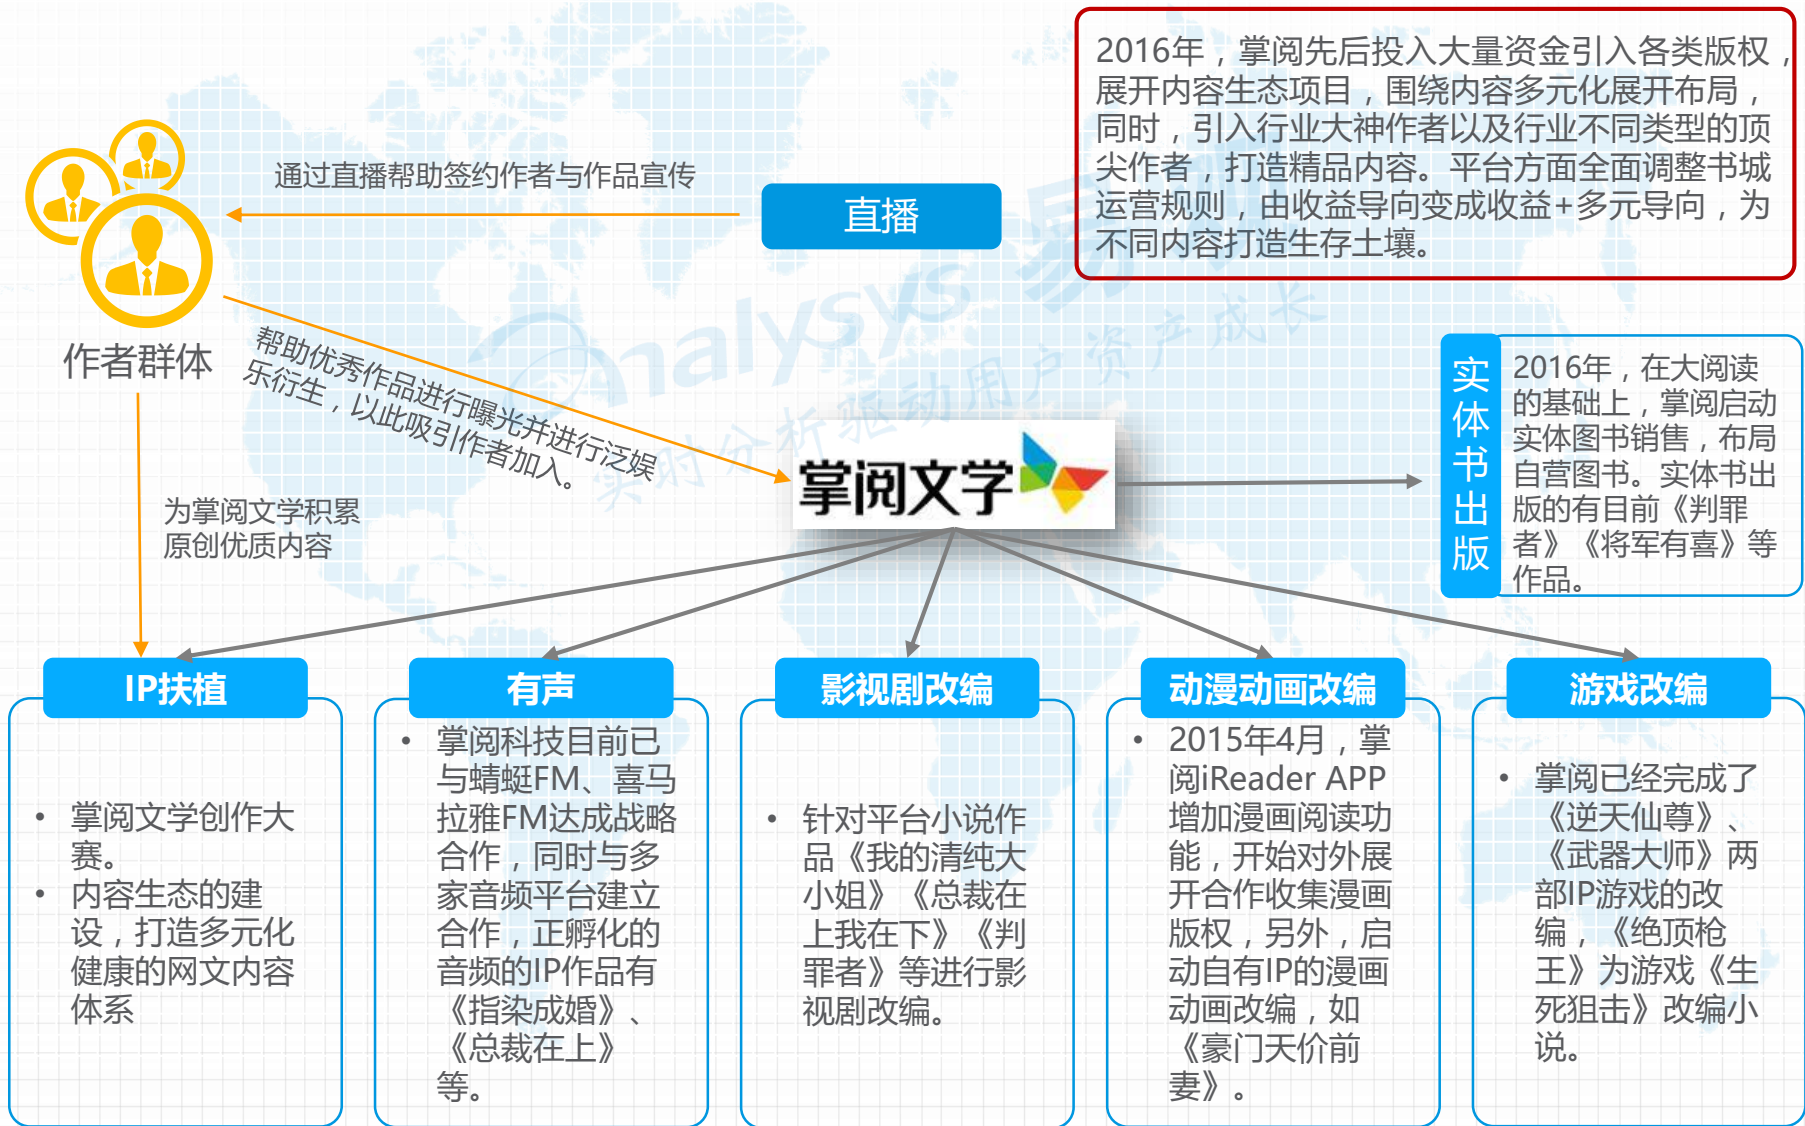 2016年，掌阅先后投入大量资金引入各类版权，
展开内容生态项目，围绕内容多元化展开布局，
同时，引入行业大神作者以及行业不同类型的顶
尖作者，打造精品内容。平台方面全面调整书城
运营规则，由收益导向变成收益+多元导向，为
不同内容打造生存土壤。
通过直播帮助签约作者与作品宣传
直播
作者群体
帮助优秀作品进行曝光并进行泛娱
乐衍生，以此吸引作者加入。
为掌阅文学积累
原创优质内容
nalysys 易观
实时分析驱动用户资产成长
掌阅文学
实体书出版
2016年，在大阅读
的基础上，掌阅启动
实体图书销售，布局
自营图书。实体书出
版的有目前《判罪
者》《将军有喜》等
作品。
IP扶植
• 掌阅文学创作大
赛。
• 内容生态的建
设，打造多元化
健康的网文内容
体系
有声
• 掌阅科技目前已
与蜻蜓FM、喜马
拉雅FM达成战略
合作，同时与多
家音频平台建立
合作，正孵化的
音频的IP作品有
《指染成婚》、
《总裁在上》
等。
影视剧改编
• 针对平台小说作
品《我的清纯大
小姐》《总裁在
上我在下》《判
罪者》等进行影
视剧改编。
动漫动画改编
• 2015年4月，掌
阅iReader APP
增加漫画阅读功
能，开始对外展
开合作收集漫画
版权，另外，启
动自有IP的漫画
动画改编，如
《豪门天价前
妻》。
游戏改编
• 掌阅已经完成了
《逆天仙尊》、
《武器大师》两
部IP游戏的改
编，《绝顶枪
王》为游戏《生
死狙击》改编小
说。